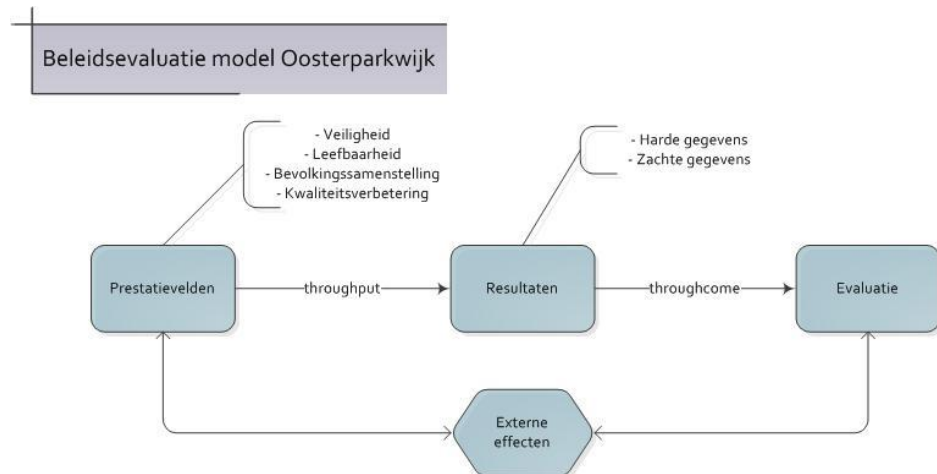 Beleidsevaluatie model Oosterparkwijk
- Veiligheid
- Leefbaarheid
- Bevolkingssamenstelling
- Kwaliteitsverbetering
- Harde gegevens
- Zachte gegevens
Prestatievelden
throughput
Resultaten
throughcome
Evaluatie
Externe
effecten